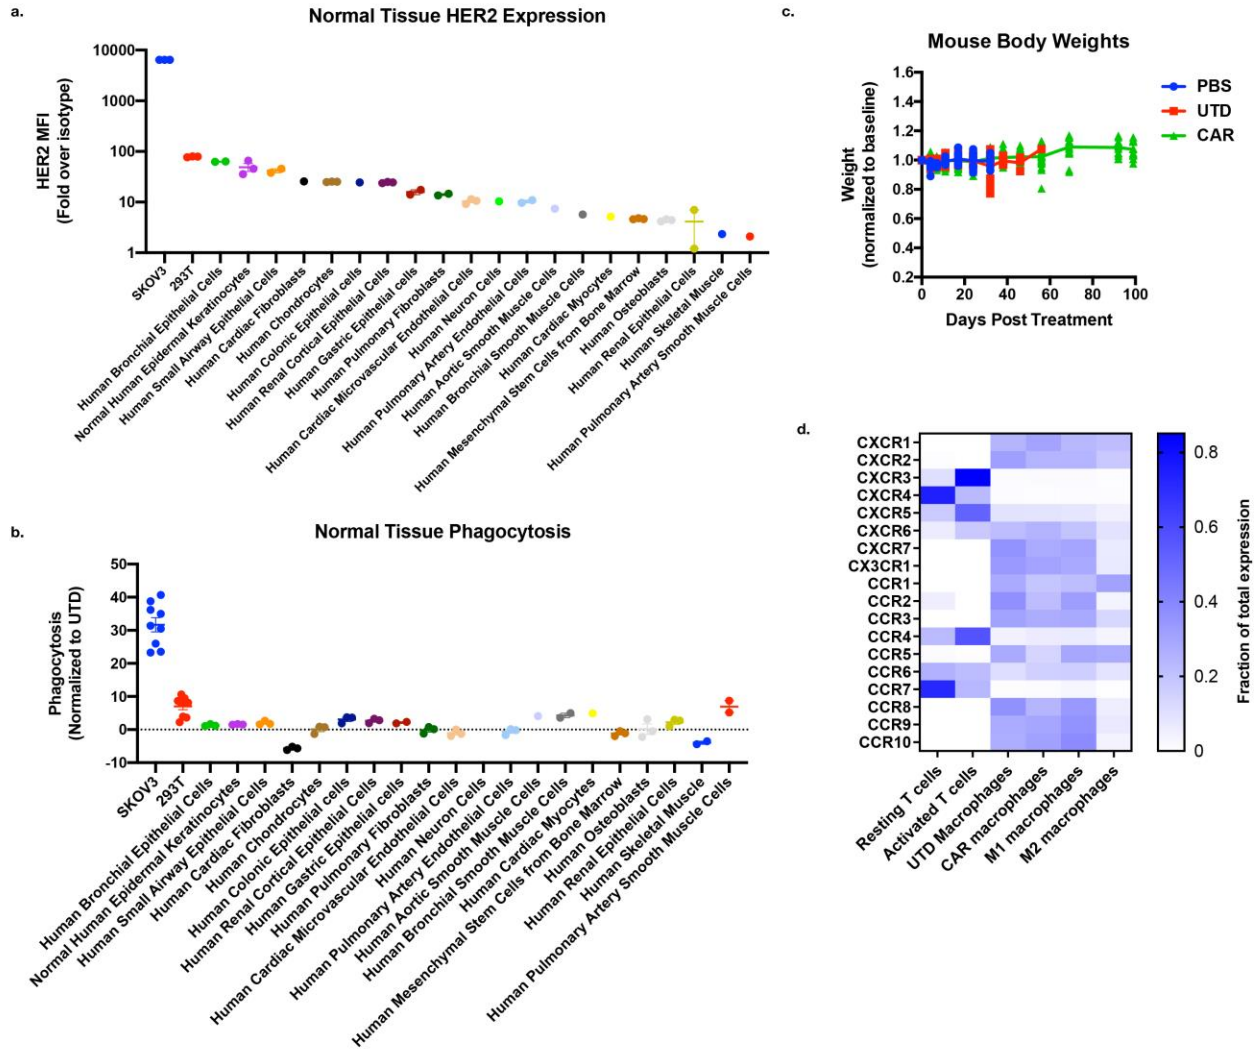 a.
Normal Tissue HER2 Expression
HER2 MFI
(Fold over isotype)
10000
1000
100
10
1
SKOV3
293T
Human Bronchial Epithelial Cells
Normal Human Epidermal Keratinocytes
Human Small Airway Epithelial Cells
Human Cardiac Fibroblasts
Human Chondrocytes
Human Colonic Epithelial cells
Human Renal Cortical Epithelial Cells
Human Gastric Epithelial cells
Human Pulmonary Fibroblasts
Human Cardiac Microvascular Endothelial Cells
Human Neuron Cells
Human Pulmonary Artery Endothelial Cells
Human Aortic Smooth Muscle Cells
Human Bronchial Smooth Muscle Cells
Human Cardiac Myocytes
Human Mesenchymal Stem Cells from Bone Marrow
Human Osteoblasts
Human Renal Epithelial Cells
Human Skeletal Muscle
Human Pulmonary Artery Smooth Muscle Cells
b.
Normal Tissue Phagocytosis
Phagocytosis
(Normalized to UTD)
50
40
30
20
10
0
-10
SKOV3
293T
Human Bronchial Epithelial Cells
Normal Human Epidermal Keratinocytes
Human Small Airway Epithelial Cells
Human Cardiac Fibroblasts
Human Chondrocytes
Human Colonic Epithelial cells
Human Renal Cortical Epithelial Cells
Human Gastric Epithelial cells
Human Pulmonary Fibroblasts
Human Cardiac Microvascular Endothelial Cells
Human Neuron Cells
Human Pulmonary Artery Endothelial Cells
Human Aortic Smooth Muscle Cells
Human Bronchial Smooth Muscle Cells
Human Cardiac Myocytes
Human Mesenchymal Stem Cells from Bone Marrow
Human Osteoblasts
Human Renal Epithelial Cells
Human Skeletal Muscle
Human Pulmonary Artery Smooth Muscle Cells
c.
Mouse Body Weights
Weight
(normalized to baseline)
1.6
1.4
1.2
1.0
0.8
0.6
0.4
0.2
0 20 40 60 80 100
Days Post Treatment
PBS
UTD
CAR
d.
CXCR1
CXCR2
CXCR3
CXCR4
CXCR5
CXCR6
CXCR7
CX3CR1
CCR1
CCR2
CCR3
CCR4
CCR5
CCR6
CCR7
CCR8
CCR9
CCR10
Resting T cells
Activated T cells
UTD Macrophages
CAR macrophages
M1 macrophages
M2 macrophages
0.8
0.6
0.4
0.2
0
Fraction of total expression